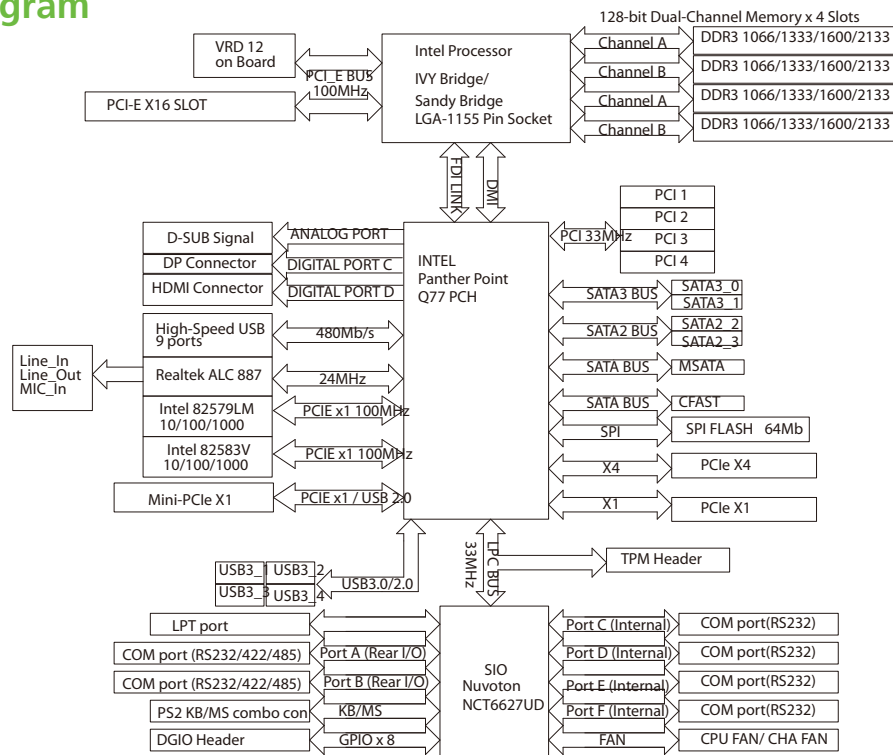 gram
128-bit Dual-Channel Memory x 4 Slots
VRD 12
on Board
PCI_E BUS
100MHz
PCI-E X16 SLOT
Intel Processor
IVY Bridge/
Sandy Bridge
LGA-1155 Pin Socket
Channel A
DDR3 1066/1333/1600/2133
Channel B
DDR3 1066/1333/1600/2133
Channel A
DDR3 1066/1333/1600/2133
Channel B
DDR3 1066/1333/1600/2133
FDI LINK
DMI
D-SUB Signal
ANALOG PORT
DP Connector
DIGITAL PORT C
HDMI Connector
DIGITAL PORT D
High-Speed USB
9 ports
480Mb/s
Line_In
Line_Out
MIC_In
Realtek ALC 887
24MHz
Intel 82579LM
10/100/1000
PCIE x1 100MHz
Intel 82583V
10/100/1000
PCIE x1 100MHz
Mini-PCIe X1
PCIE x1 / USB 2.0
INTEL
Panther Point
Q77 PCH
PCI 33MHz
PCI 1
PCI 2
PCI 3
PCI 4
SATA3 BUS
SATA3_0
SATA3_1
SATA2 BUS
SATA2_2
SATA2_3
SATA BUS
MSATA
SATA BUS
CFAST
SPI
SPI FLASH 64Mb
X4
PCIe X4
X1
PCIe X1
USB3_1
USB3_2
USB3_3
USB3_4
USB3.0/2.0
LPC BUS
33MHz
TPM Header
LPT port
COM port (RS232/422/485)
Port A (Rear I/O)
COM port (RS232/422/485)
Port B (Rear I/O)
PS2 KB/MS combo con
KB/MS
DGIO Header
GPIO x 8
SIO
Nuvoton
NCT6627UD
Port C (Internal)
COM port(RS232)
Port D (Internal)
COM port(RS232)
Port E (Internal)
COM port(RS232)
Port F (Internal)
COM port(RS232)
FAN
CPU FAN/ CHA FAN